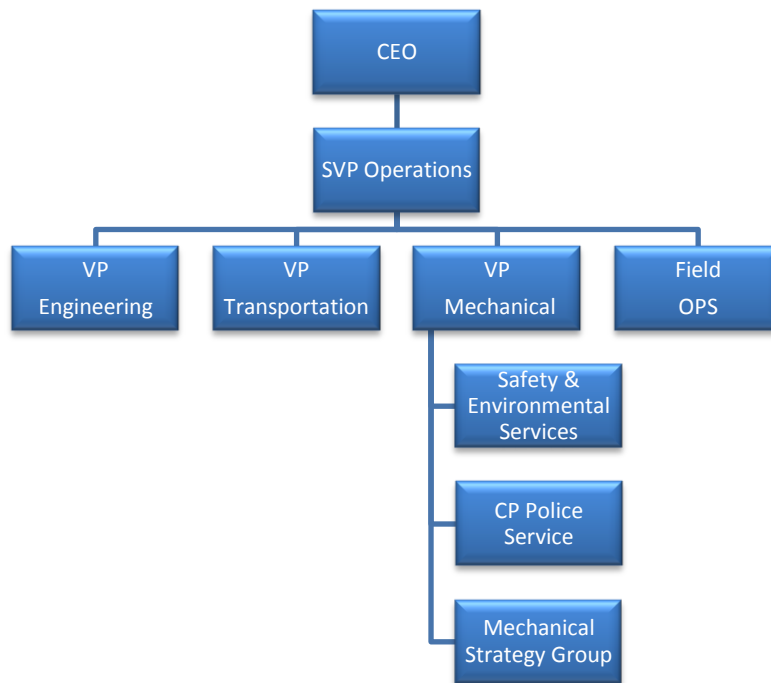 CEO
SVP Operations
VP
Engineering
VP
Transportation
VP
Mechanical
Field
OPS
Safety &
Environmental
Services
CP Police
Service
Mechanical
Strategy Group